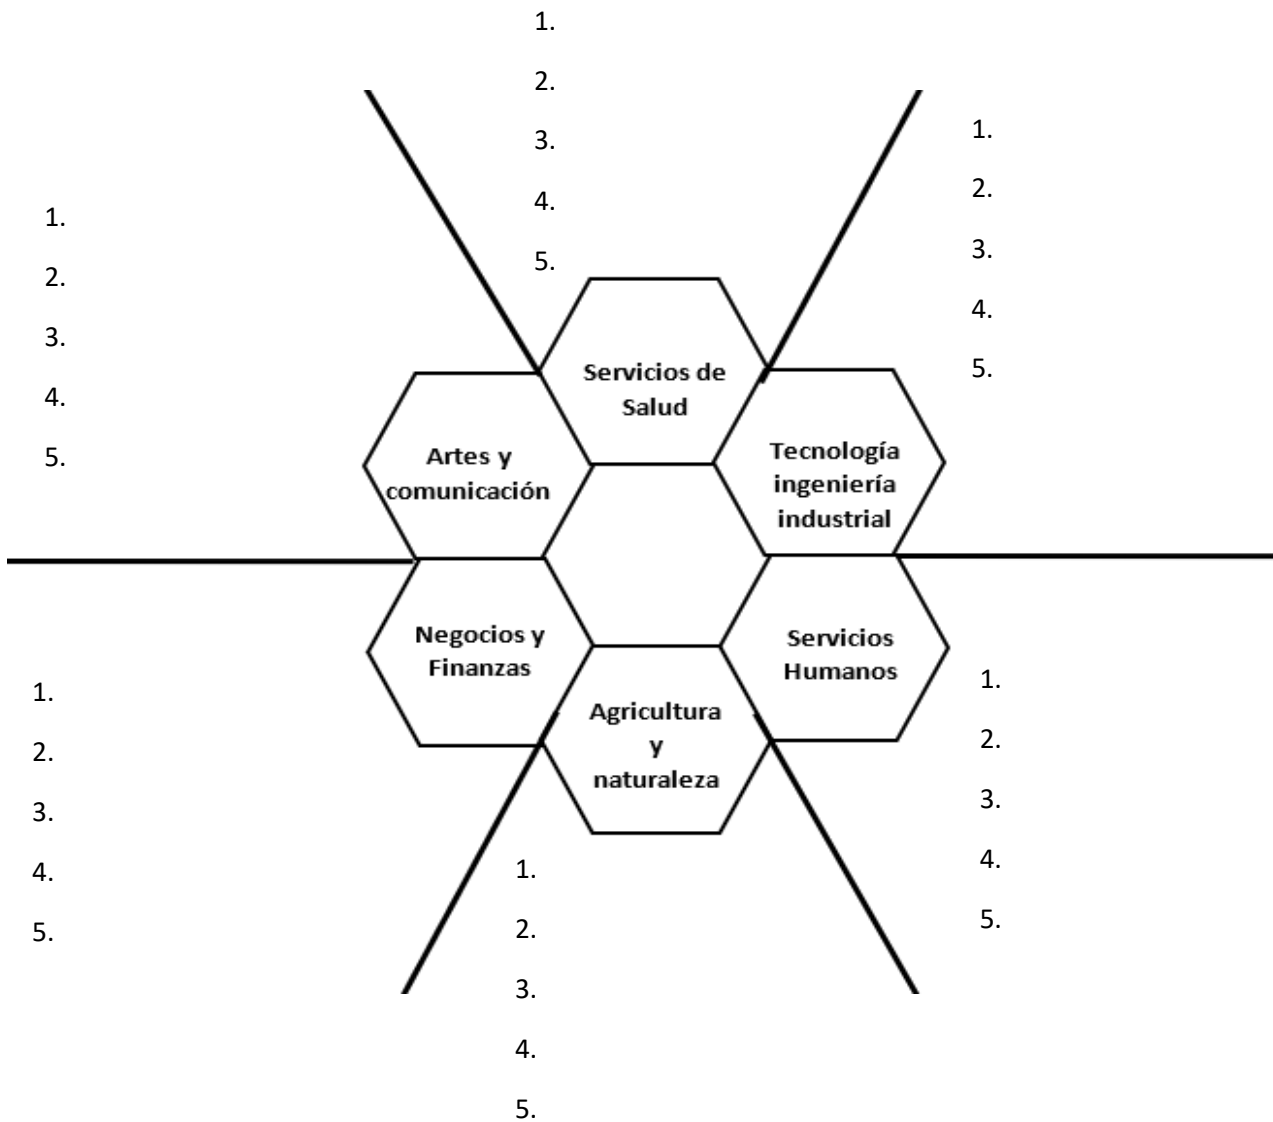 1.
2.
3.
4.
5.
1.
2.
3.
4.
5.
1.
2.
3.
4.
5.
Servicios de
Salud
Artes y
comunicación
Tecnología
ingeniería
industrial
Negocios y
Finanzas
Servicios
Humanos
Agricultura
y
naturaleza
1.
2.
3.
4.
5.
1.
2.
3.
4.
5.
1.
2.
3.
4.
5.